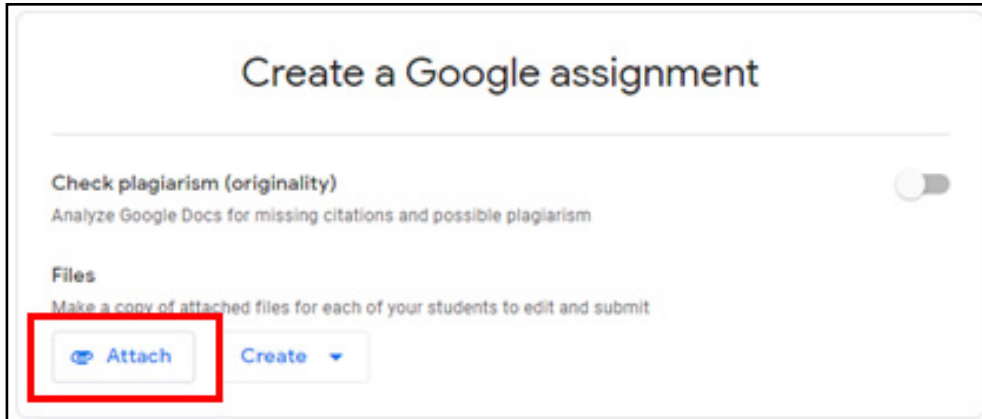 Create a Google assignment
Check plagiarism (originality)
Analyze Google Docs for missing citations and possible plagiarism
Files
Make a copy of attached files for each of your students to edit and submit
Attach Create